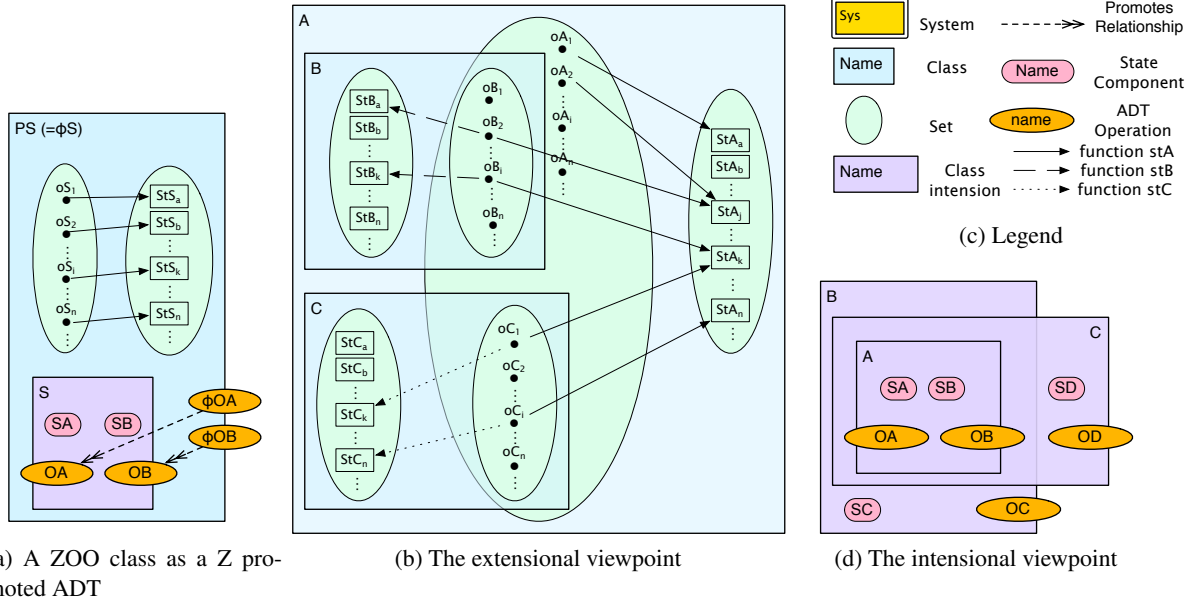 PS (=ϕS)
oS1
StSa
oS2
StSb
oSi
StSk
oSn
StSn
S
SA
SB
ϕOA
ϕOB
OA
OB
a) A ZOO class as a Z pro-
moted ADT
A
oA1
B
oA2
StBa
oB1
StBb
oB2
oAi
StAa
oAn
StAb
StBk
oBi
StAj
StBn
oBn
StAk
C
StAn
StCa
oC1
StCb
oC2
StCk
oCi
StCn
oCn
(b) The extensional viewpoint
Sys
System
Promotes
Relationship
Name
Class
Name
State
Component
Set
name
ADT
Operation
Name
Class
intension
function stA
function stB
function stC
(c) Legend
B
C
A
SA
SB
SD
OA
OB
OD
SC
OC
(d) The intensional viewpoint